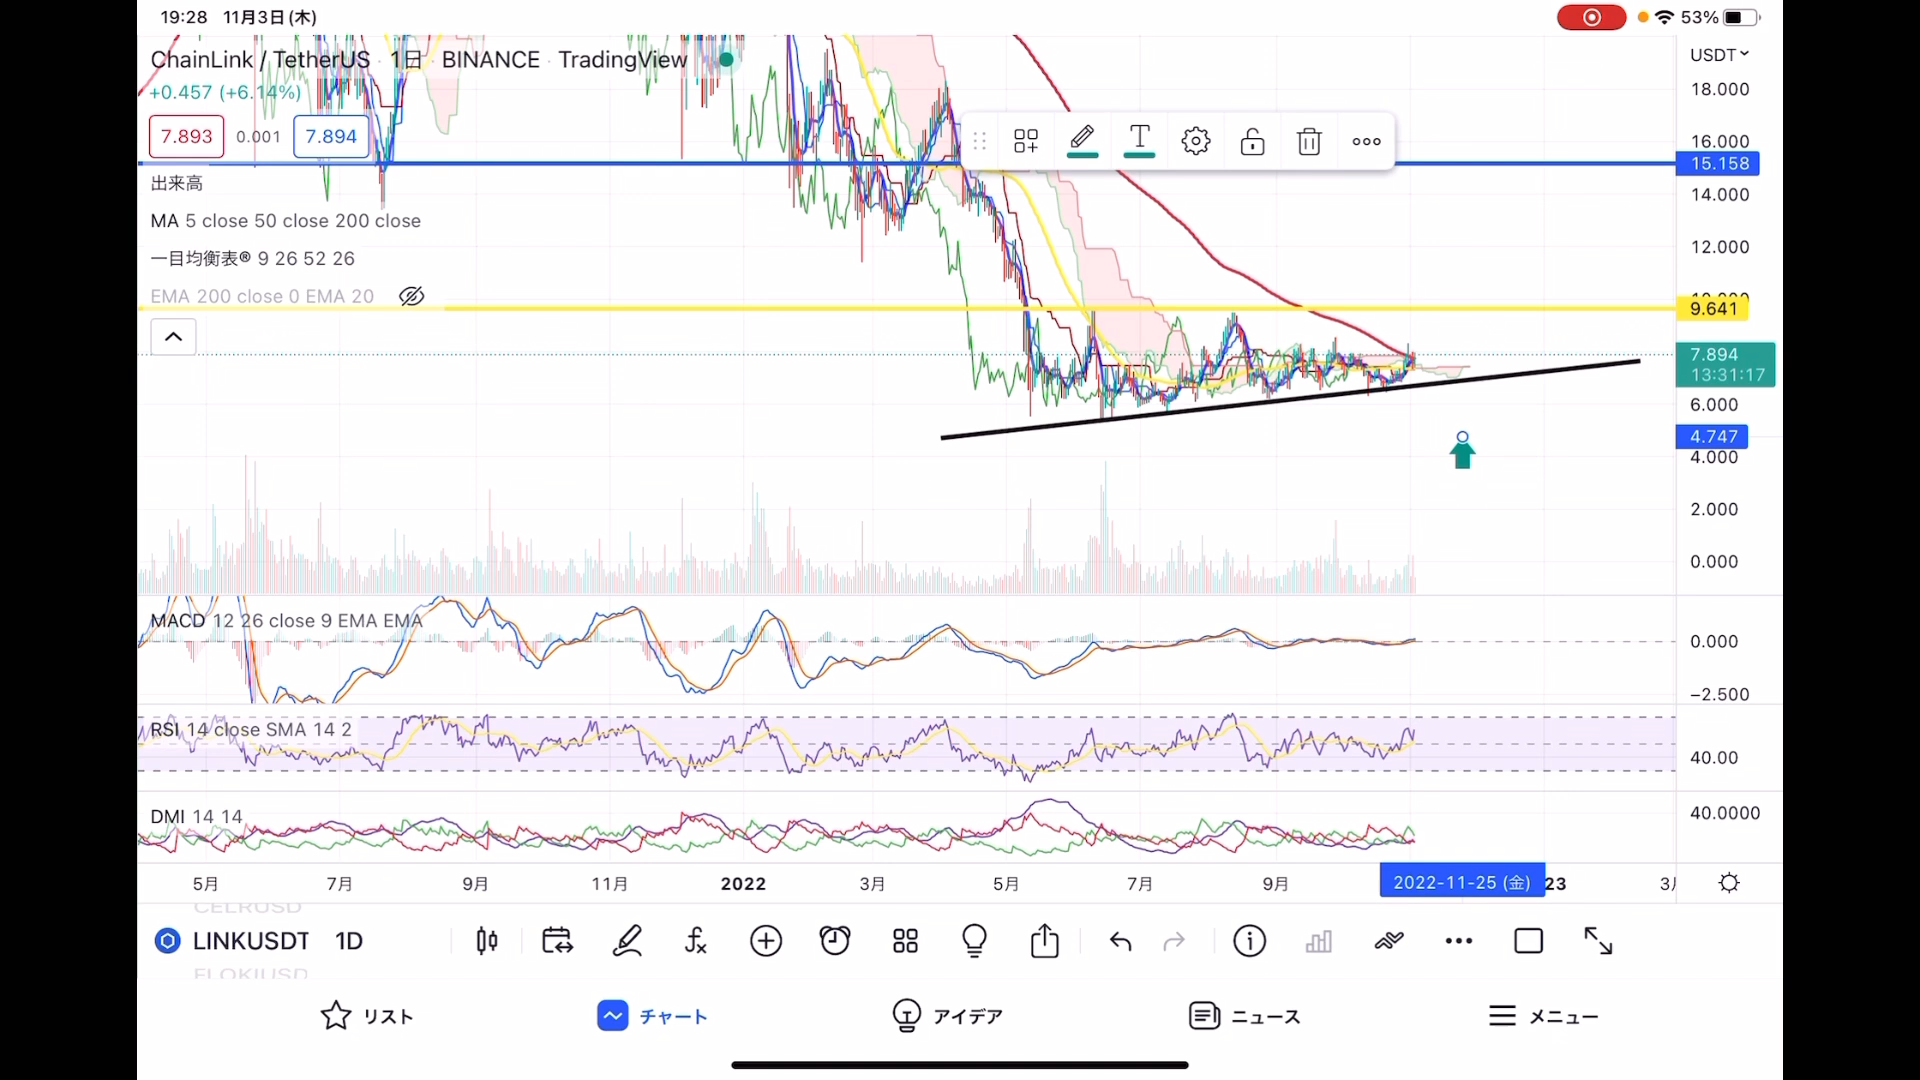 19:28 11月3日(木)
53%
ChainLink / TetherUS · 1日 · BINANCE · TradingView
USDT
+0.457 (+6.14%)
18.000
7.893 0.001 7.894
16.000
15.158
出来高
14.000
MA 5 close 50 close 200 close
12.000
一目均衡表® 9 26 52 26
EMA 200 close 0 EMA 20
10.000
9.641
7.894
13:31:17
6.000
4.747
4.000
2.000
0.000
MACD 12 26 close 9 EMA EMA
0.000
−2.500
RSI 14 close SMA 14 2
40.00
DMI 14 14
40.0000
5月 7月 9月 11月 2022 3月 5月 7月 9月 2022-11-25 (金) 23
CELRUSD
LINKUSDT 1D
FLOKIUSD
リスト チャート アイデア ニュース メニュー